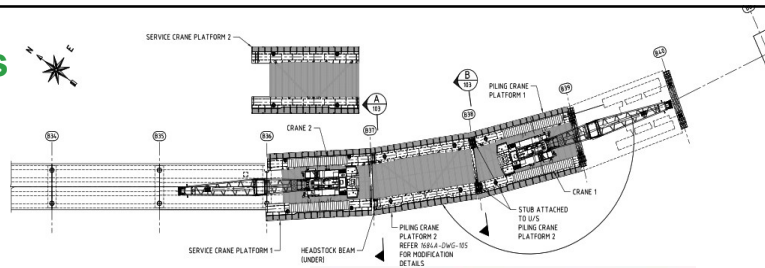 S
N
E
SERVICE CRANE PLATFORM 2
A
103
B
103
B34
B35
B36
B37
B38
B39
B40
PILING CRANE
PLATFORM 1
CRANE 2
CRANE 1
SERVICE CRANE PLATFORM 1
HEADSTOCK BEAM
(UNDER)
PILING CRANE
PLATFORM 2
REFER 1684A-DWG-105
FOR MODIFICATION
DETAILS
STUB ATTACHED
TO U/S
PILING CRANE
PLATFORM 2